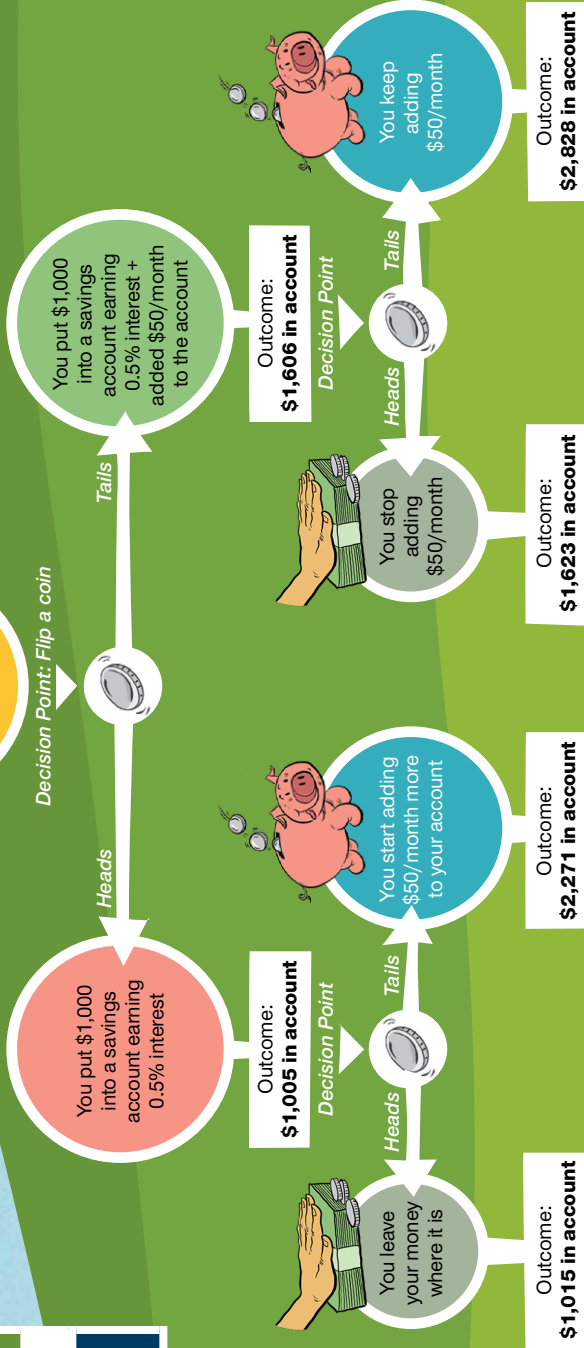 Decision Point: Flip a coin
Heads
Tails
You put $1,000
into a savings
account earning
0.5% interest
Outcome:
$1,005 in account
Decision Point
Heads
Tails
You leave
your money
where it is
Outcome:
$1,015 in account
You start adding
$50/month more
to your account
Outcome:
$2,271 in account
You put $1,000
into a savings
account earning
0.5% interest +
added $50/month
to the account
Outcome:
$1,606 in account
Decision Point
Heads
Tails
You stop
adding
$50/month
Outcome:
$1,623 in account
You keep
adding
$50/month
Outcome:
$2,828 in account